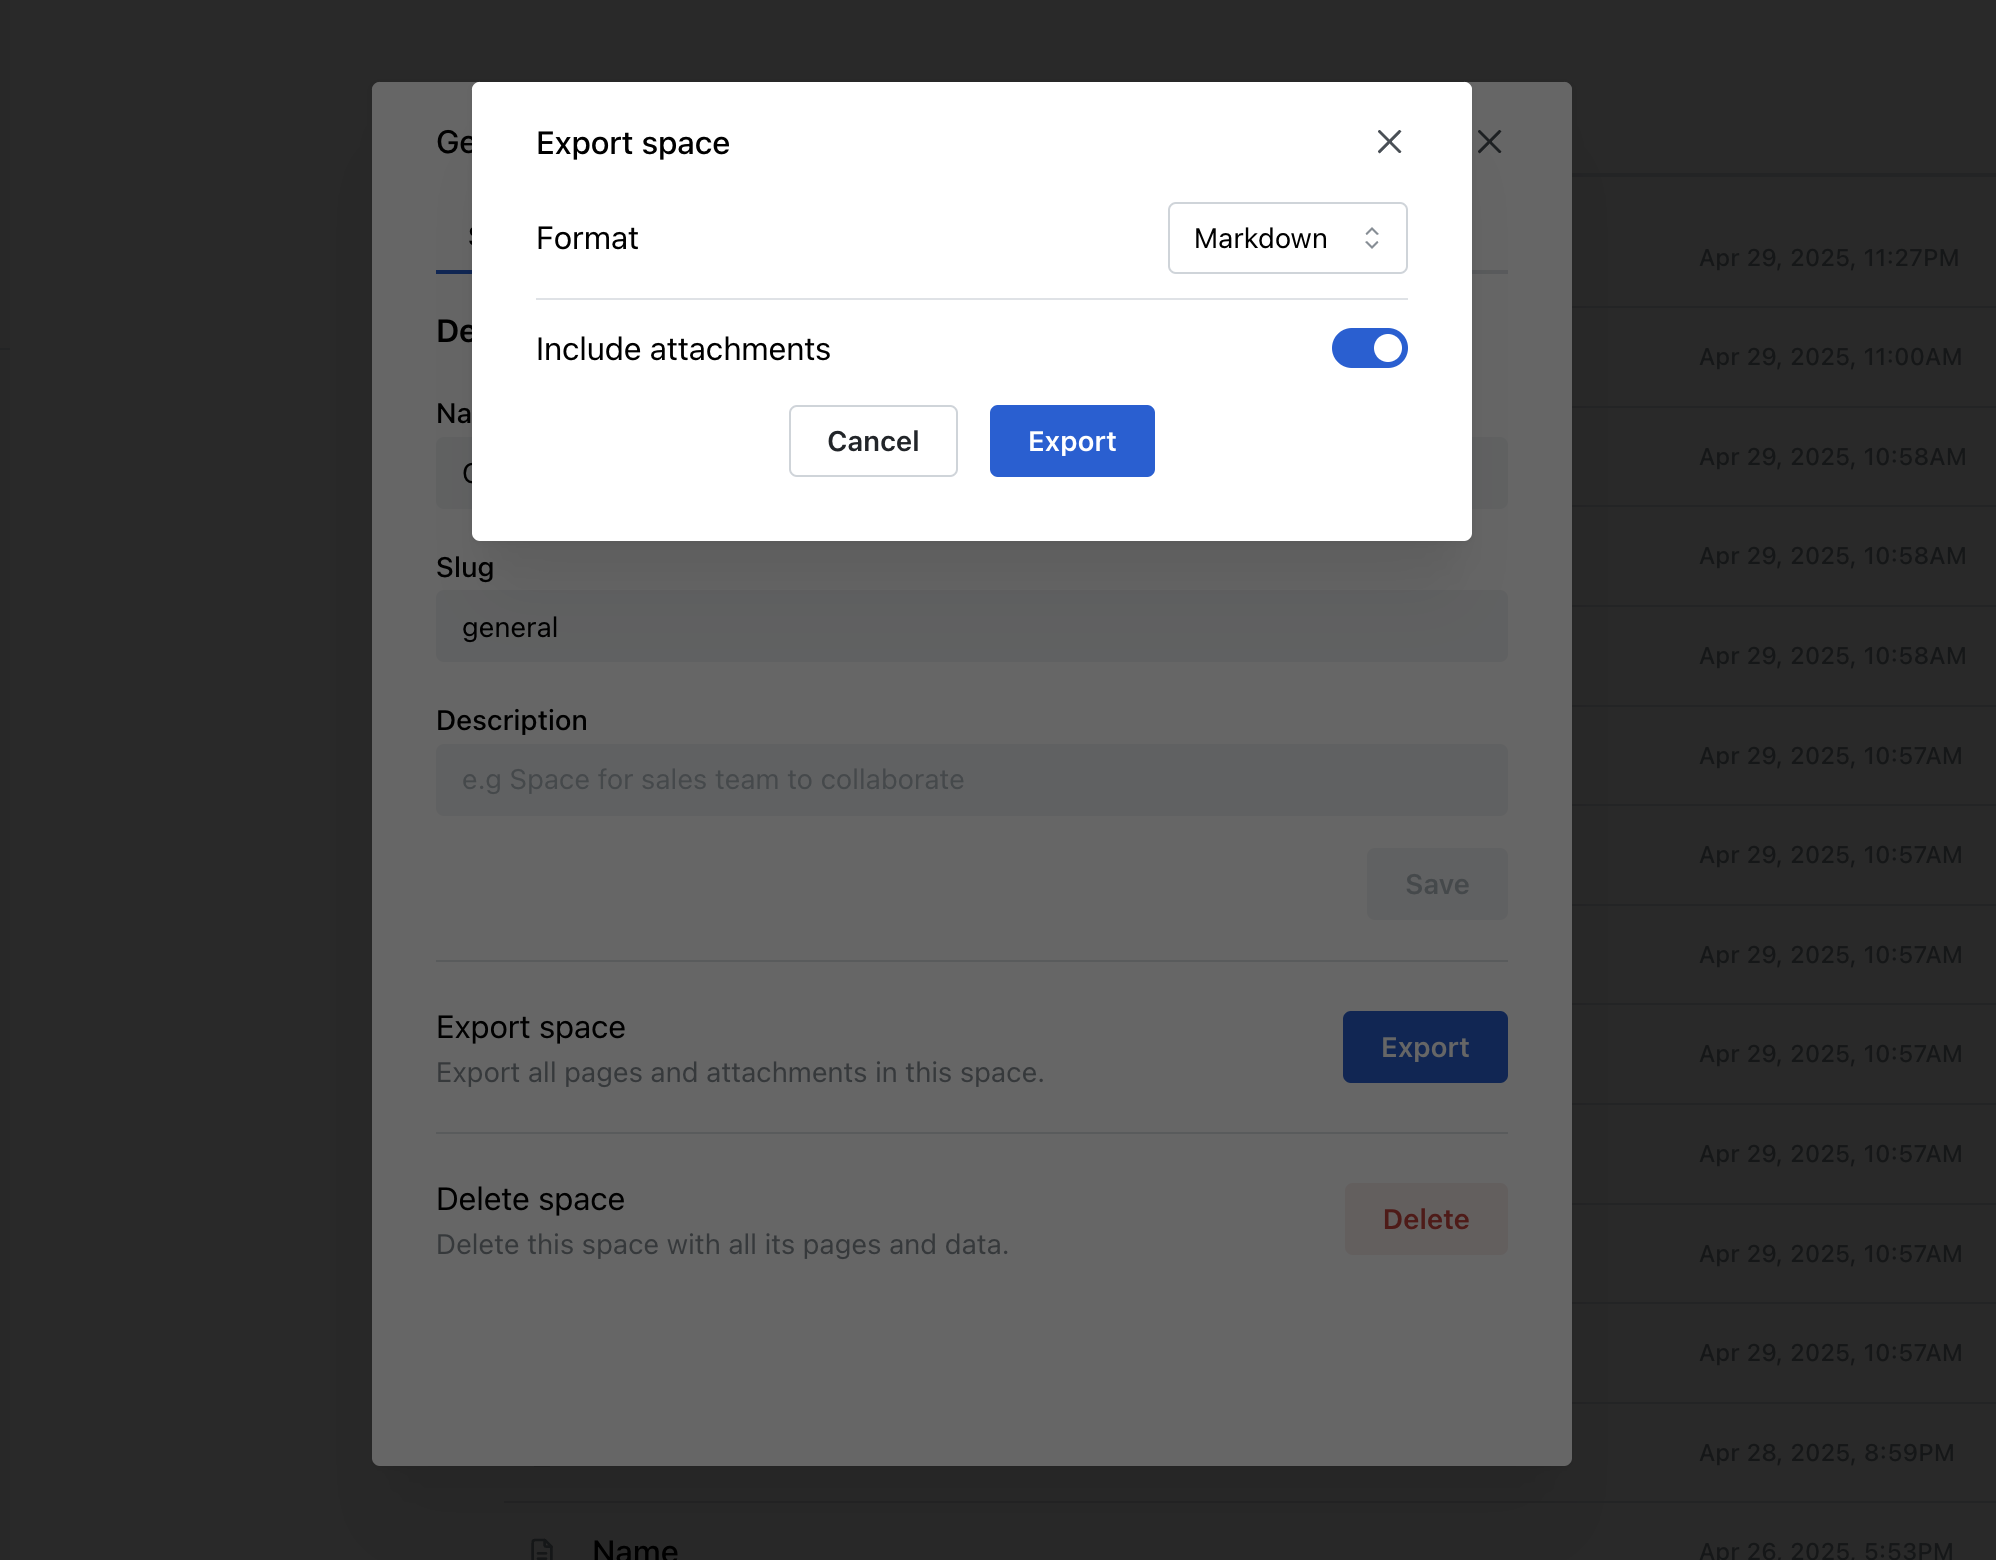 Export space
Format
Markdown
Include attachments
Cancel
Export
Slug
general
Description
e.g Space for sales team to collaborate
Save
Export space
Export all pages and attachments in this space.
Export
Delete space
Delete this space with all its pages and data.
Delete
Apr 29, 2025, 11:27PM
Apr 29, 2025, 11:00AM
Apr 29, 2025, 10:58AM
Apr 29, 2025, 10:58AM
Apr 29, 2025, 10:58AM
Apr 29, 2025, 10:57AM
Apr 29, 2025, 10:57AM
Apr 29, 2025, 10:57AM
Apr 29, 2025, 10:57AM
Apr 29, 2025, 10:57AM
Apr 29, 2025, 10:57AM
Apr 29, 2025, 10:57AM
Apr 28, 2025, 8:59PM
Name
Apr 26, 2025, 5:53PM